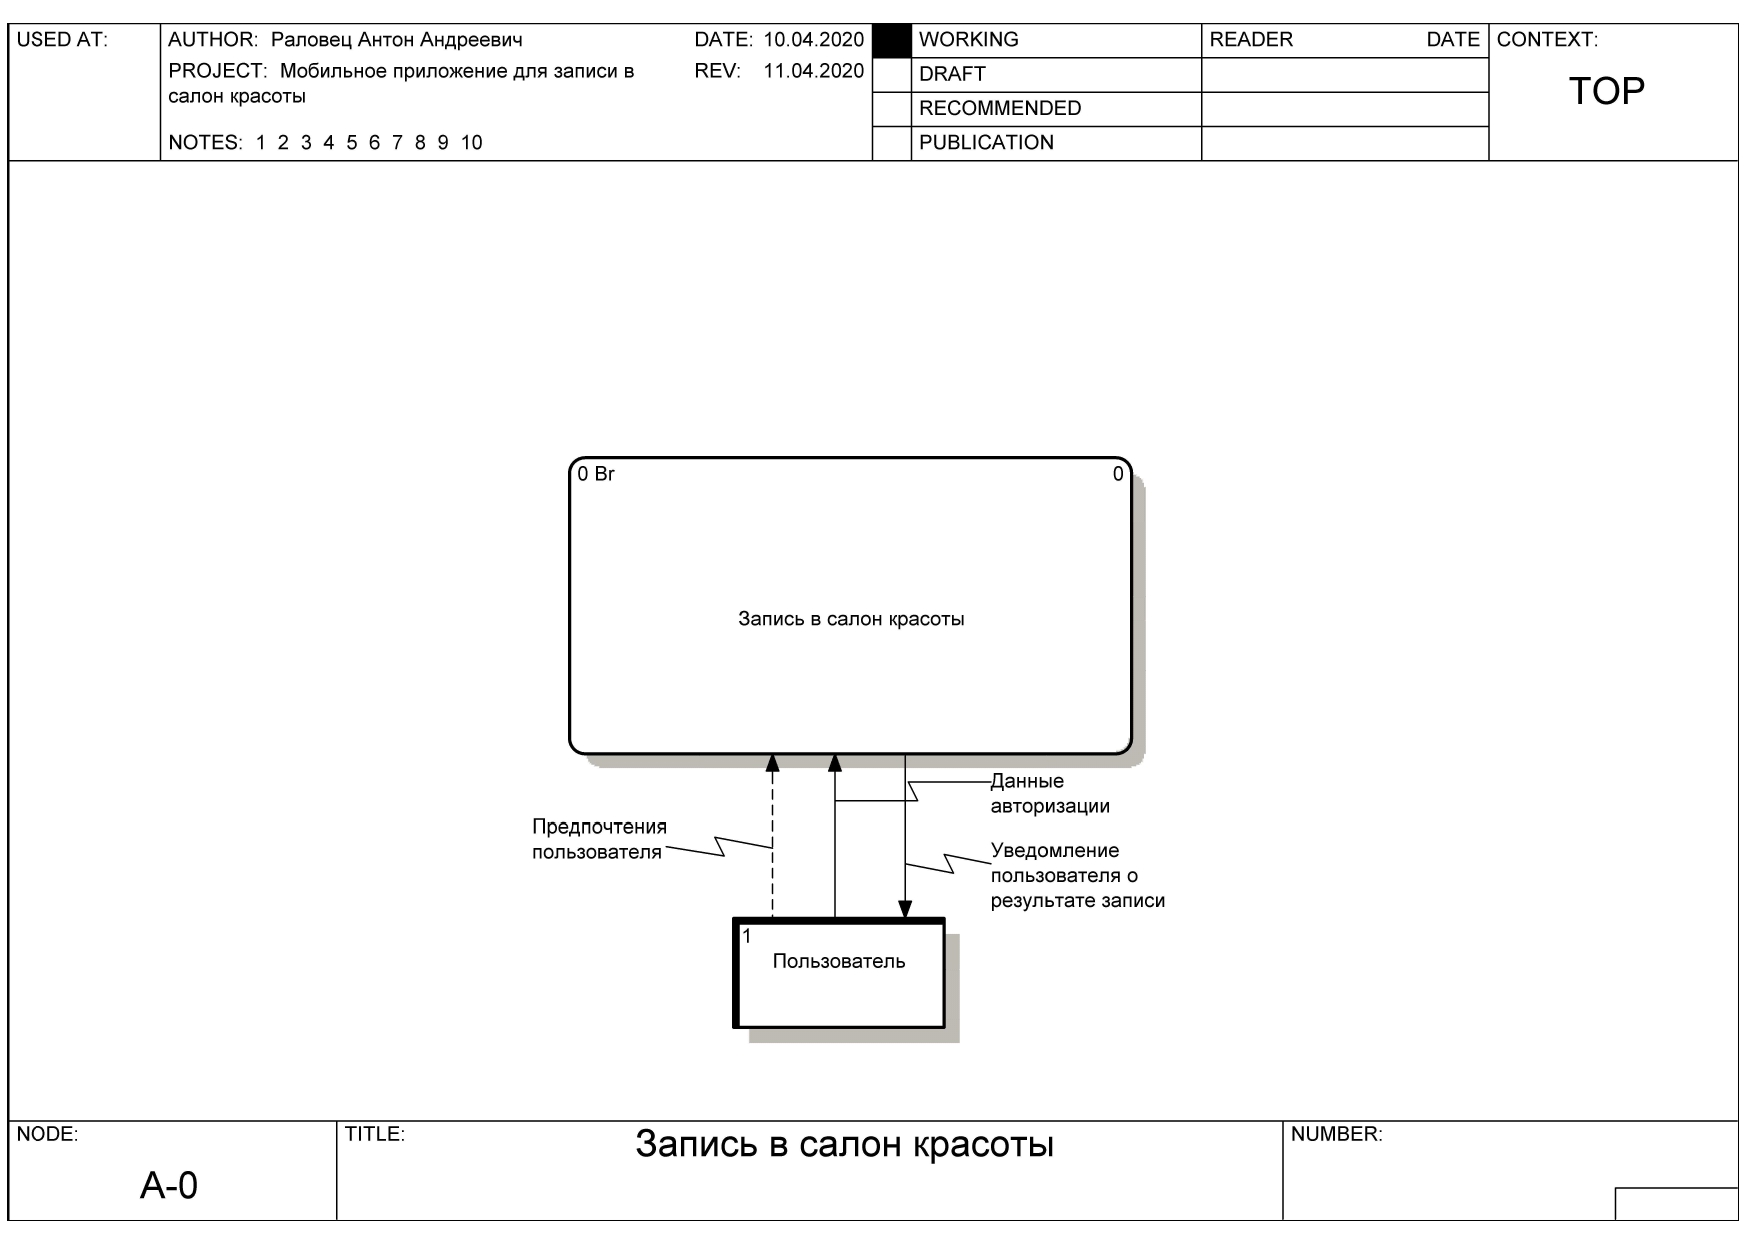 USED AT:
AUTHOR: Раловец Антон Андреевич
DATE: 10.04.2020
PROJECT: Мобильное приложение для записи в
салон красоты
REV: 11.04.2020
NOTES: 1 2 3 4 5 6 7 8 9 10
WORKING
DRAFT
RECOMMENDED
PUBLICATION
READER DATE
CONTEXT:
TOP
0 Br 0
Запись в салон красоты
Данные
авторизации
Предпочтения
пользователя
Уведомление
пользователя о
результате записи
1
Пользователь
NODE:
A-0
TITLE:
Запись в салон красоты
NUMBER: